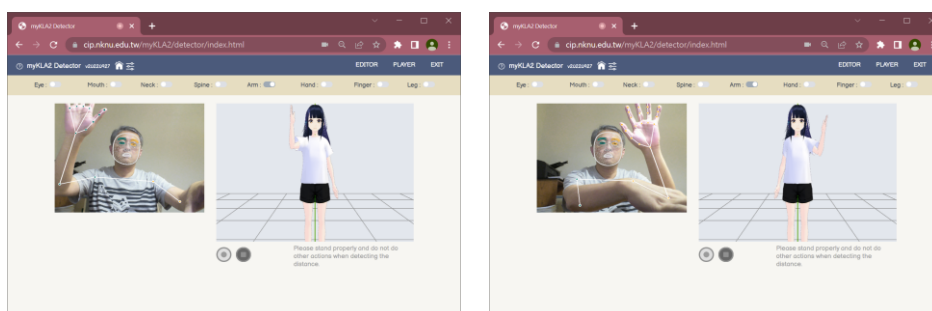 myKLA2 Detector
cip.nknu.edu.tw/myKLA2/detector/index.html
myKLA2 Detector
EDITOR PLAYER EXIT
Eye : Mouth : Neck : Spine : Arm : Hand : Finger : Leg :
Please stand properly and do not do
other actions when detecting the
distance.
myKLA2 Detector
cip.nknu.edu.tw/myKLA2/detector/index.html
myKLA2 Detector
EDITOR PLAYER EXIT
Eye : Mouth : Neck : Spine : Arm : Hand : Finger : Leg :
Please stand properly and do not do
other actions when detecting the
distance.